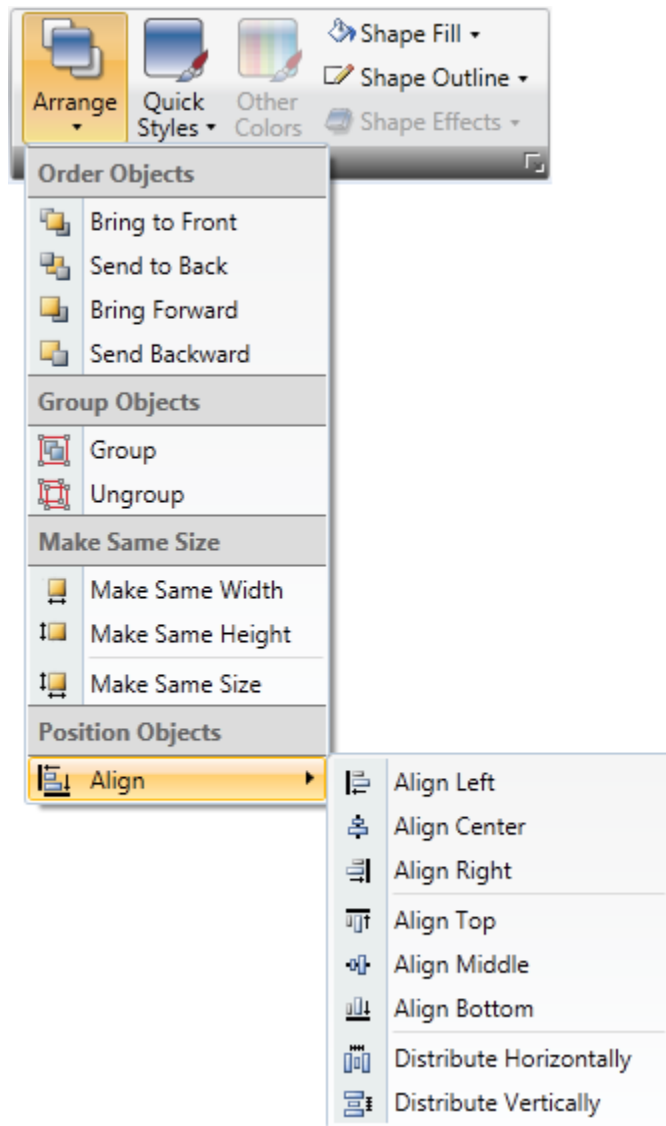 Arrange
Quick
Styles
Other
Colors
Shape Fill
Shape Outline
Shape Effects
Order Objects
Bring to Front
Send to Back
Bring Forward
Send Backward
Group Objects
Group
Ungroup
Make Same Size
Make Same Width
Make Same Height
Make Same Size
Position Objects
Align
Align Left
Align Center
Align Right
Align Top
Align Middle
Align Bottom
Distribute Horizontally
Distribute Vertically